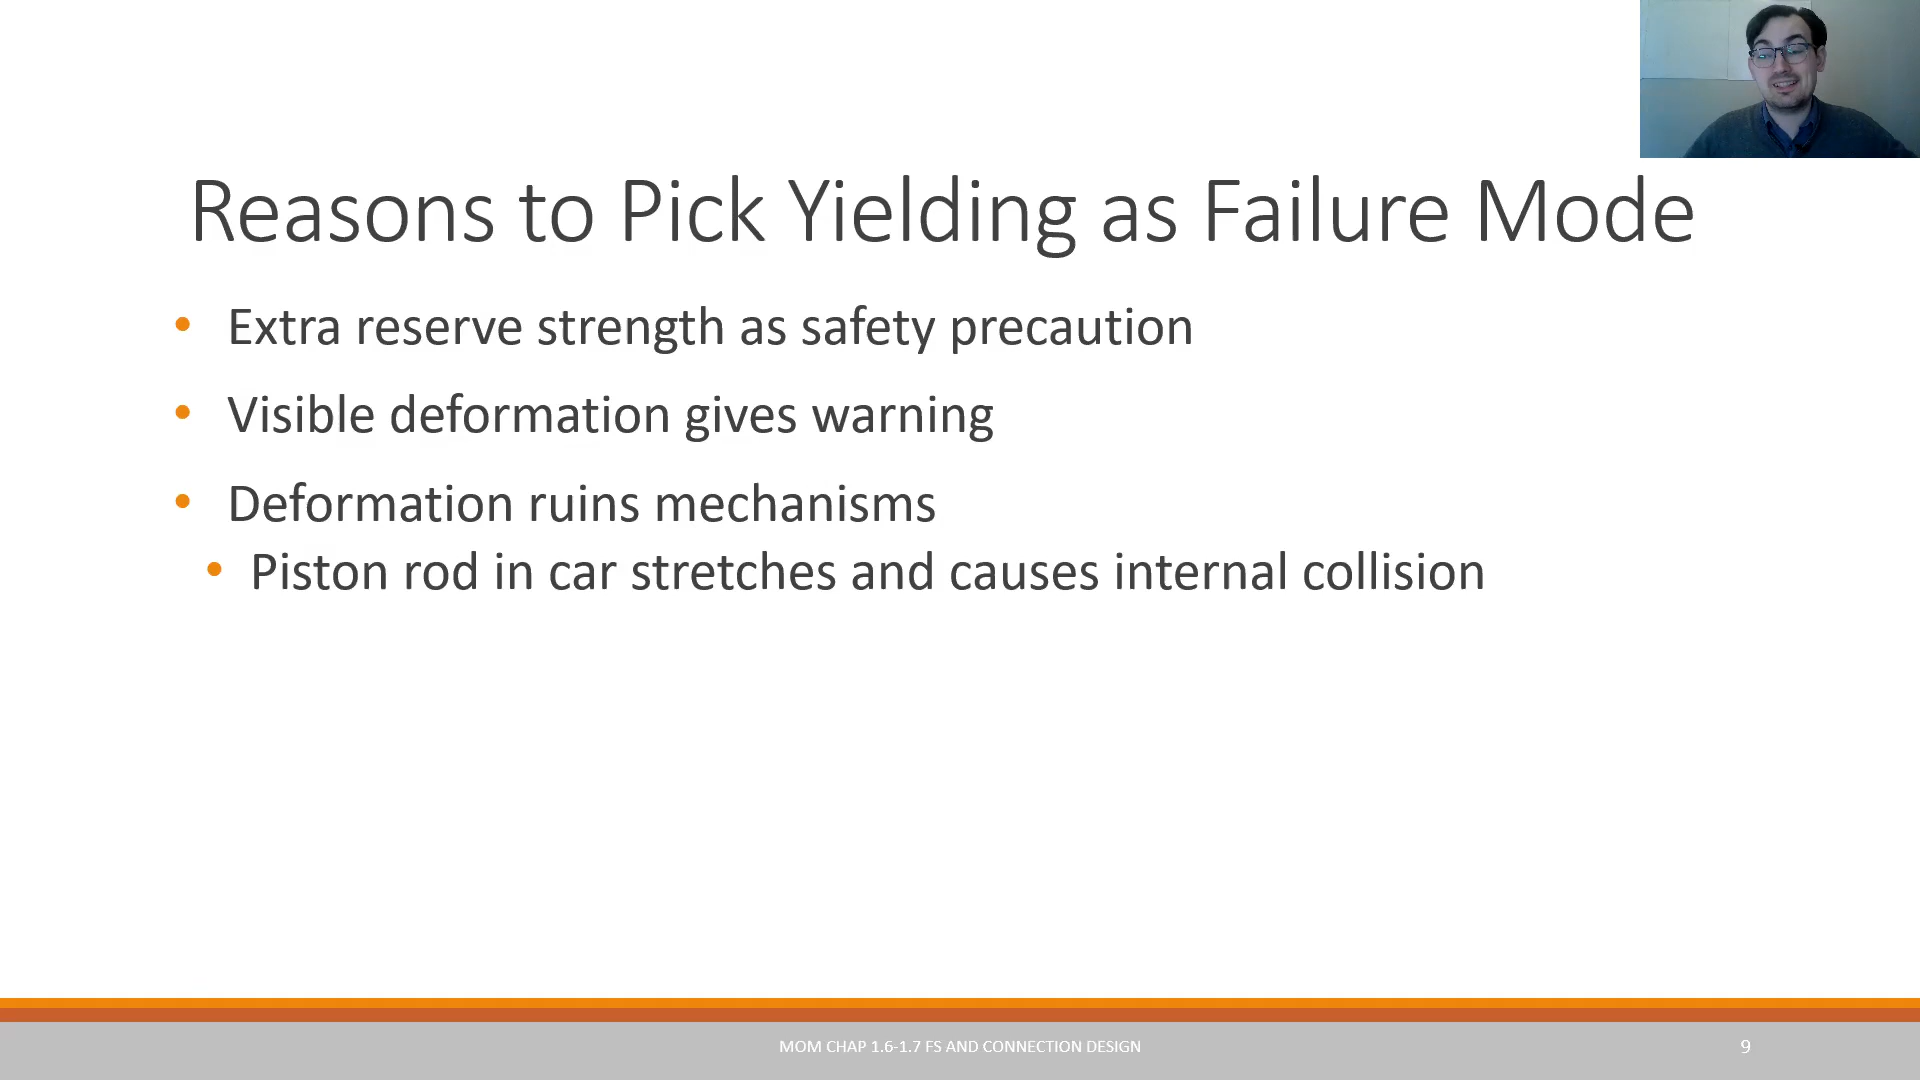 Reasons to Pick Yielding as Failure Mode
• Extra reserve strength as safety precaution
• Visible deformation gives warning
• Deformation ruins mechanisms
• Piston rod in car stretches and causes internal collision
MOM CHAP 1.6-1.7 FS AND CONNECTION DESIGN
9